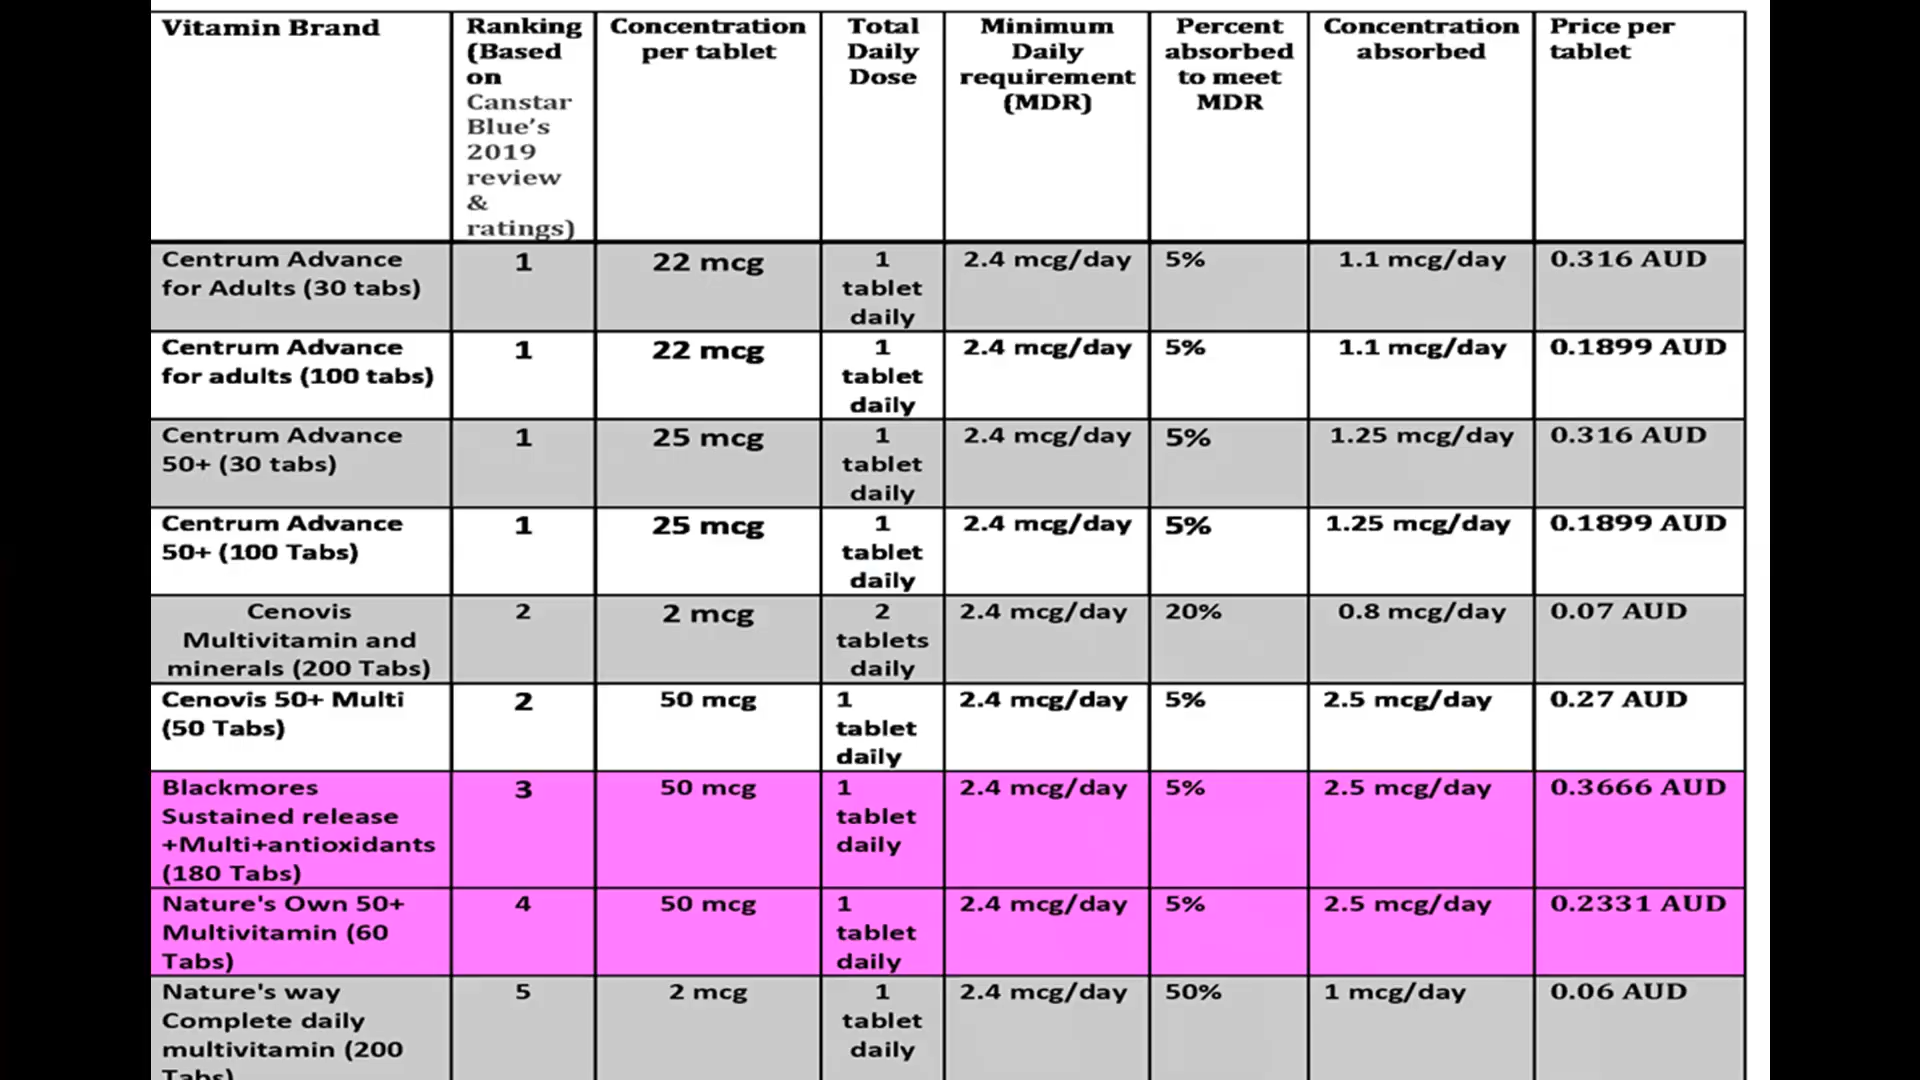 Vitamin Brand
Ranking
(Based
on
Canstar
Blue's
2019
review
&
ratings)
Concentration
per tablet
Total
Daily
Dose
Minimum
Daily
requirement
(MDR)
Percent
absorbed
to meet
MDR
Concentration
absorbed
Price per
tablet
Centrum Advance
for Adults (30 tabs)
1
22 mcg
1
tablet
daily
2.4 mcg/day
5%
1.1 mcg/day
0.316 AUD
Centrum Advance
for adults (100 tabs)
1
22 mcg
1
tablet
daily
2.4 mcg/day
5%
1.1 mcg/day
0.1899 AUD
Centrum Advance
50+ (30 tabs)
1
25 mcg
1
tablet
daily
2.4 mcg/day
5%
1.25 mcg/day
0.316 AUD
Centrum Advance
50+ (100 Tabs)
1
25 mcg
1
tablet
daily
2.4 mcg/day
5%
1.25 mcg/day
0.1899 AUD
Cenovis
Multivitamin and
minerals (200 Tabs)
2
2 mcg
2
tablets
daily
2.4 mcg/day
20%
0.8 mcg/day
0.07 AUD
Cenovis 50+ Multi
(50 Tabs)
2
50 mcg
1
tablet
daily
2.4 mcg/day
5%
2.5 mcg/day
0.27 AUD
Blackmores
Sustained release
+Multi+antioxidants
(180 Tabs)
3
50 mcg
1
tablet
daily
2.4 mcg/day
5%
2.5 mcg/day
0.3666 AUD
Nature's Own 50+
Multivitamin (60
Tabs)
4
50 mcg
1
tablet
daily
2.4 mcg/day
5%
2.5 mcg/day
0.2331 AUD
Nature's way
Complete daily
multivitamin (200
Tabs)
5
2 mcg
1
tablet
daily
2.4 mcg/day
50%
1 mcg/day
0.06 AUD